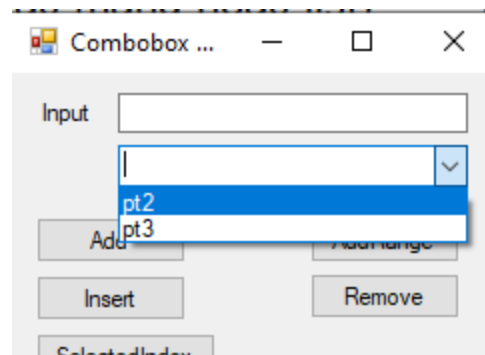 Combobox ...
Input
pt2
pt3
Add
AddRange
Insert
Remove
SelectedIndex